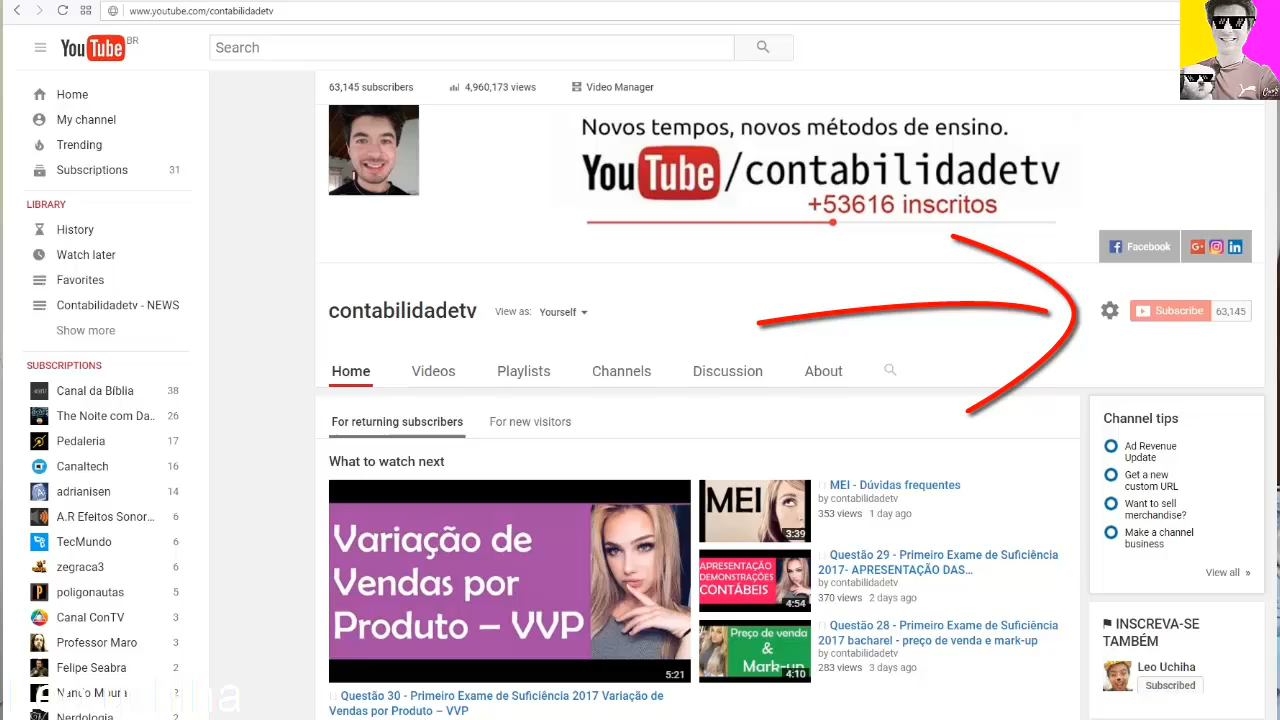 www.youtube.com/contabilidadetv
YouTube BR
Search
Home
My channel
Trending
Subscriptions 31
LIBRARY
History
Watch later
Favorites
Contabilidadetv - NEWS
Show more
SUBSCRIPTIONS
Canal da Bíblia 38
The Noite com Da.. 26
Pedaleria 17
Canaltech 16
adrianisen 14
A.R Efeitos Sonor... 6
TecMundo 6
zegraca3 6
poligonautas 5
Canal ConTV 3
Professor Maro 3
Felipe Seabra 2
Nerdologia 2
63,145 subscribers
4,960,173 views
Video Manager
Novos tempos, novos métodos de ensino.
YouTube/contabilidadetv
+53616 inscritos
Facebook
contabilidadetv
View as: Yourself
Subscribe 63,145
Home Videos Playlists Channels Discussion About
For returning subscribers For new visitors
What to watch next
Variação de
Vendas por
Produto – VVP
5:21
Questão 30 - Primeiro Exame de Suficiência 2017 Variação de
Vendas por Produto – VVP
MEI
3:39
MEI - Dúvidas frequentes
by contabilidadetv
353 views 1 day ago
APRESENTAÇÃO
DEMONSTRAÇÕES
CONTÁBEIS
4:54
Questão 29 - Primeiro Exame de Suficiência
2017- APRESENTAÇÃO DAS...
by contabilidadetv
370 views 2 days ago
Preço de venda
&
Mark-up
4:10
Questão 28 - Primeiro Exame de Suficiência
2017 bacharel - preço de venda e mark-up
by contabilidadetv
283 views 3 days ago
Channel tips
Ad Revenue
Update
Get a new
custom URL
Want to sell
merchandise?
Make a channel
business
View all »
INSCREVA-SE
TAMBÉM
Leo Uchiha
Subscribed